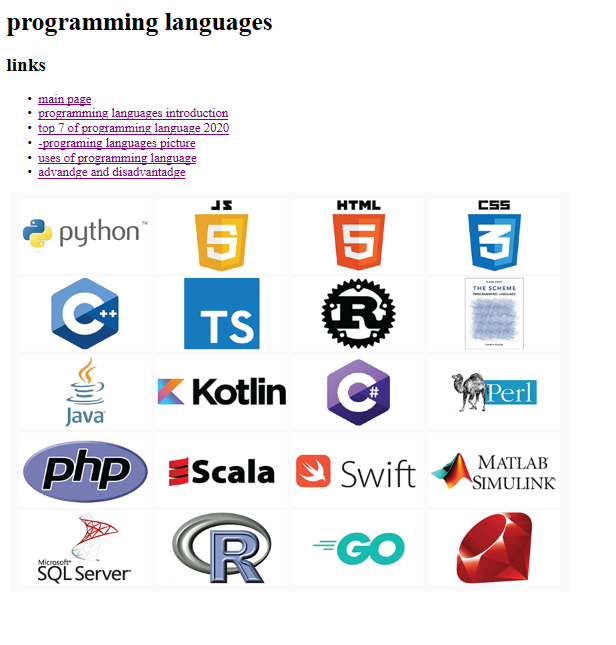 programming languages
links
main page
programming languages introduction
top 7 of programming language 2020
-programing languages picture
uses of programming language
advandge and disadvantadge
python™
JS
HTML
CSS
5
5
3
C++
TS
R
THE SCHEME
PROGRAMMING LANGUAGE
Java
Kotlin
C#
Perl
php
Scala
Swift
MATLAB
SIMULINK
Microsoft
SQL Server
R
GO